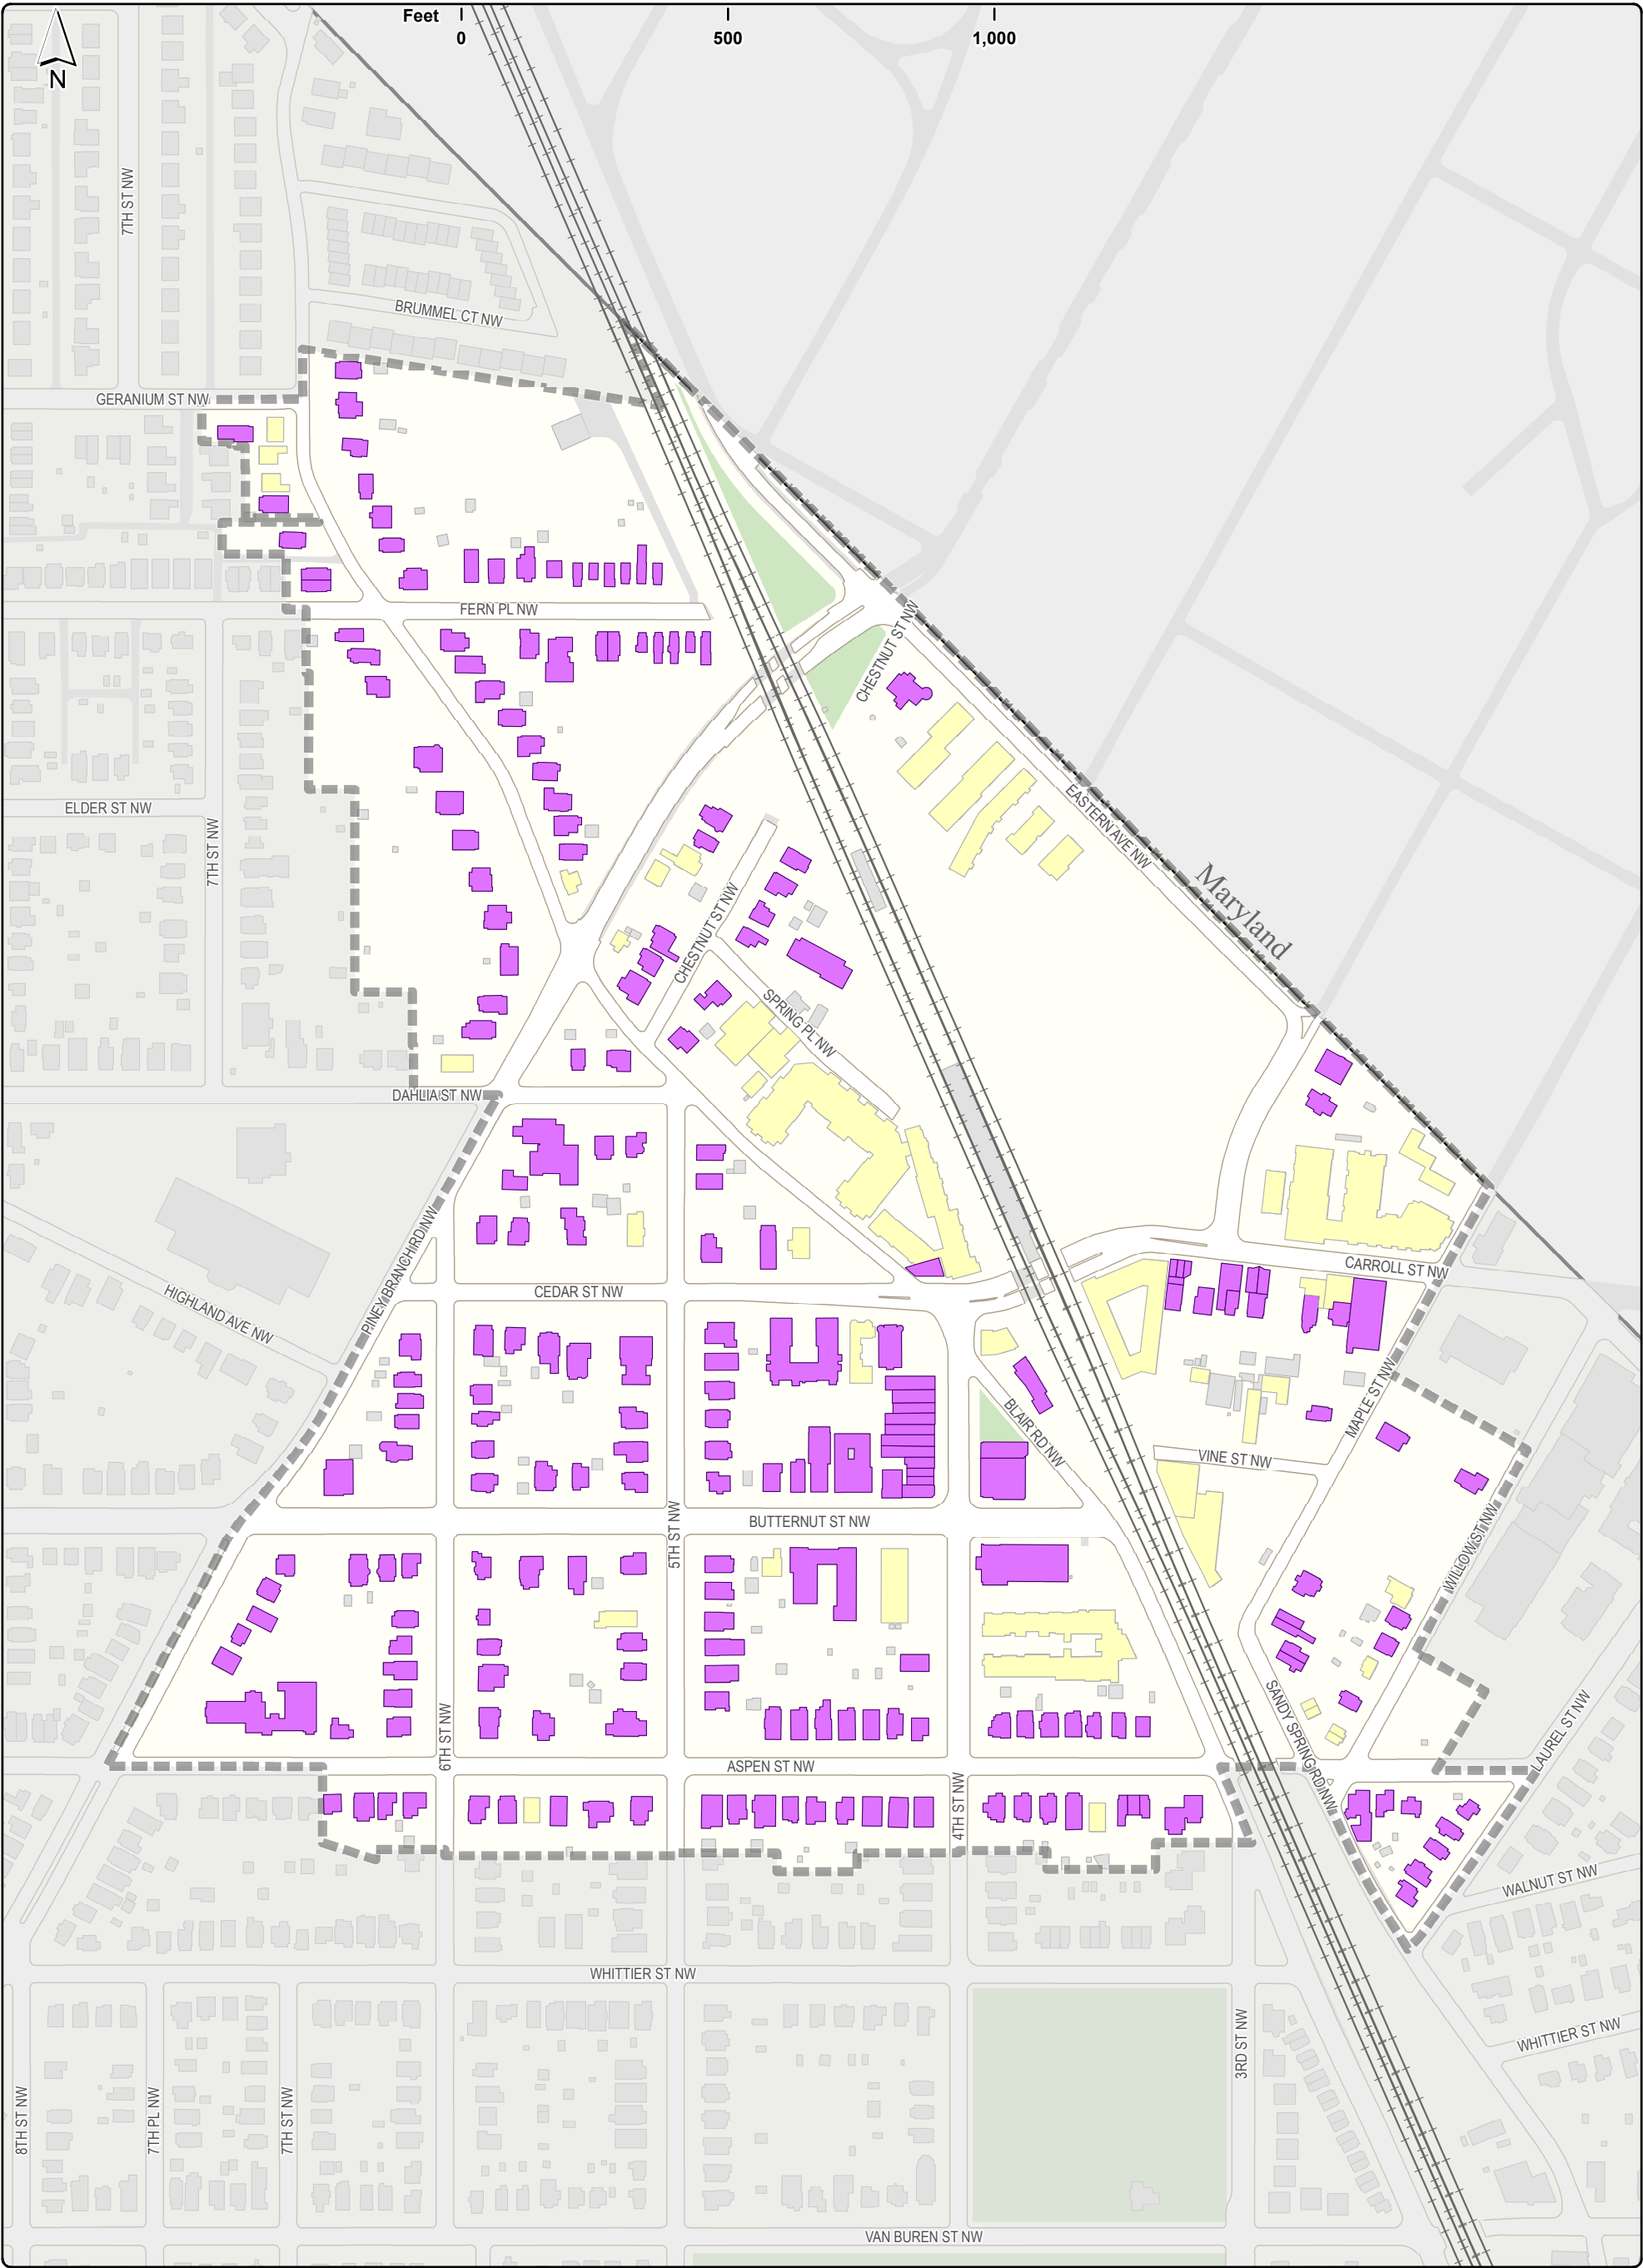 Feet
0
500
1,000
N
7TH ST NW
BRUMMEL CT NW
GERANIUM ST NW
FERN PL NW
CHESTNUT ST NW
ELDER ST NW
7TH ST NW
EASTERN AVE NW
Maryland
CHESTNUT ST NW
SPRING PL NW
DAHLIA ST NW
PINEY BRANCH RD NW
HIGHLAND AVE NW
CEDAR ST NW
CARROLL ST NW
MAPLE ST NW
BLAIR RD NW
VINE ST NW
5TH ST NW
BUTTERNUT ST NW
WILLOW ST NW
SANDY SPRING RD NW
LAUREL ST NW
6TH ST NW
ASPEN ST NW
4TH ST NW
WALNUT ST NW
WHITTIER ST NW
WHITTIER ST NW
3RD ST NW
8TH ST NW
7TH PL NW
7TH ST NW
VAN BUREN ST NW